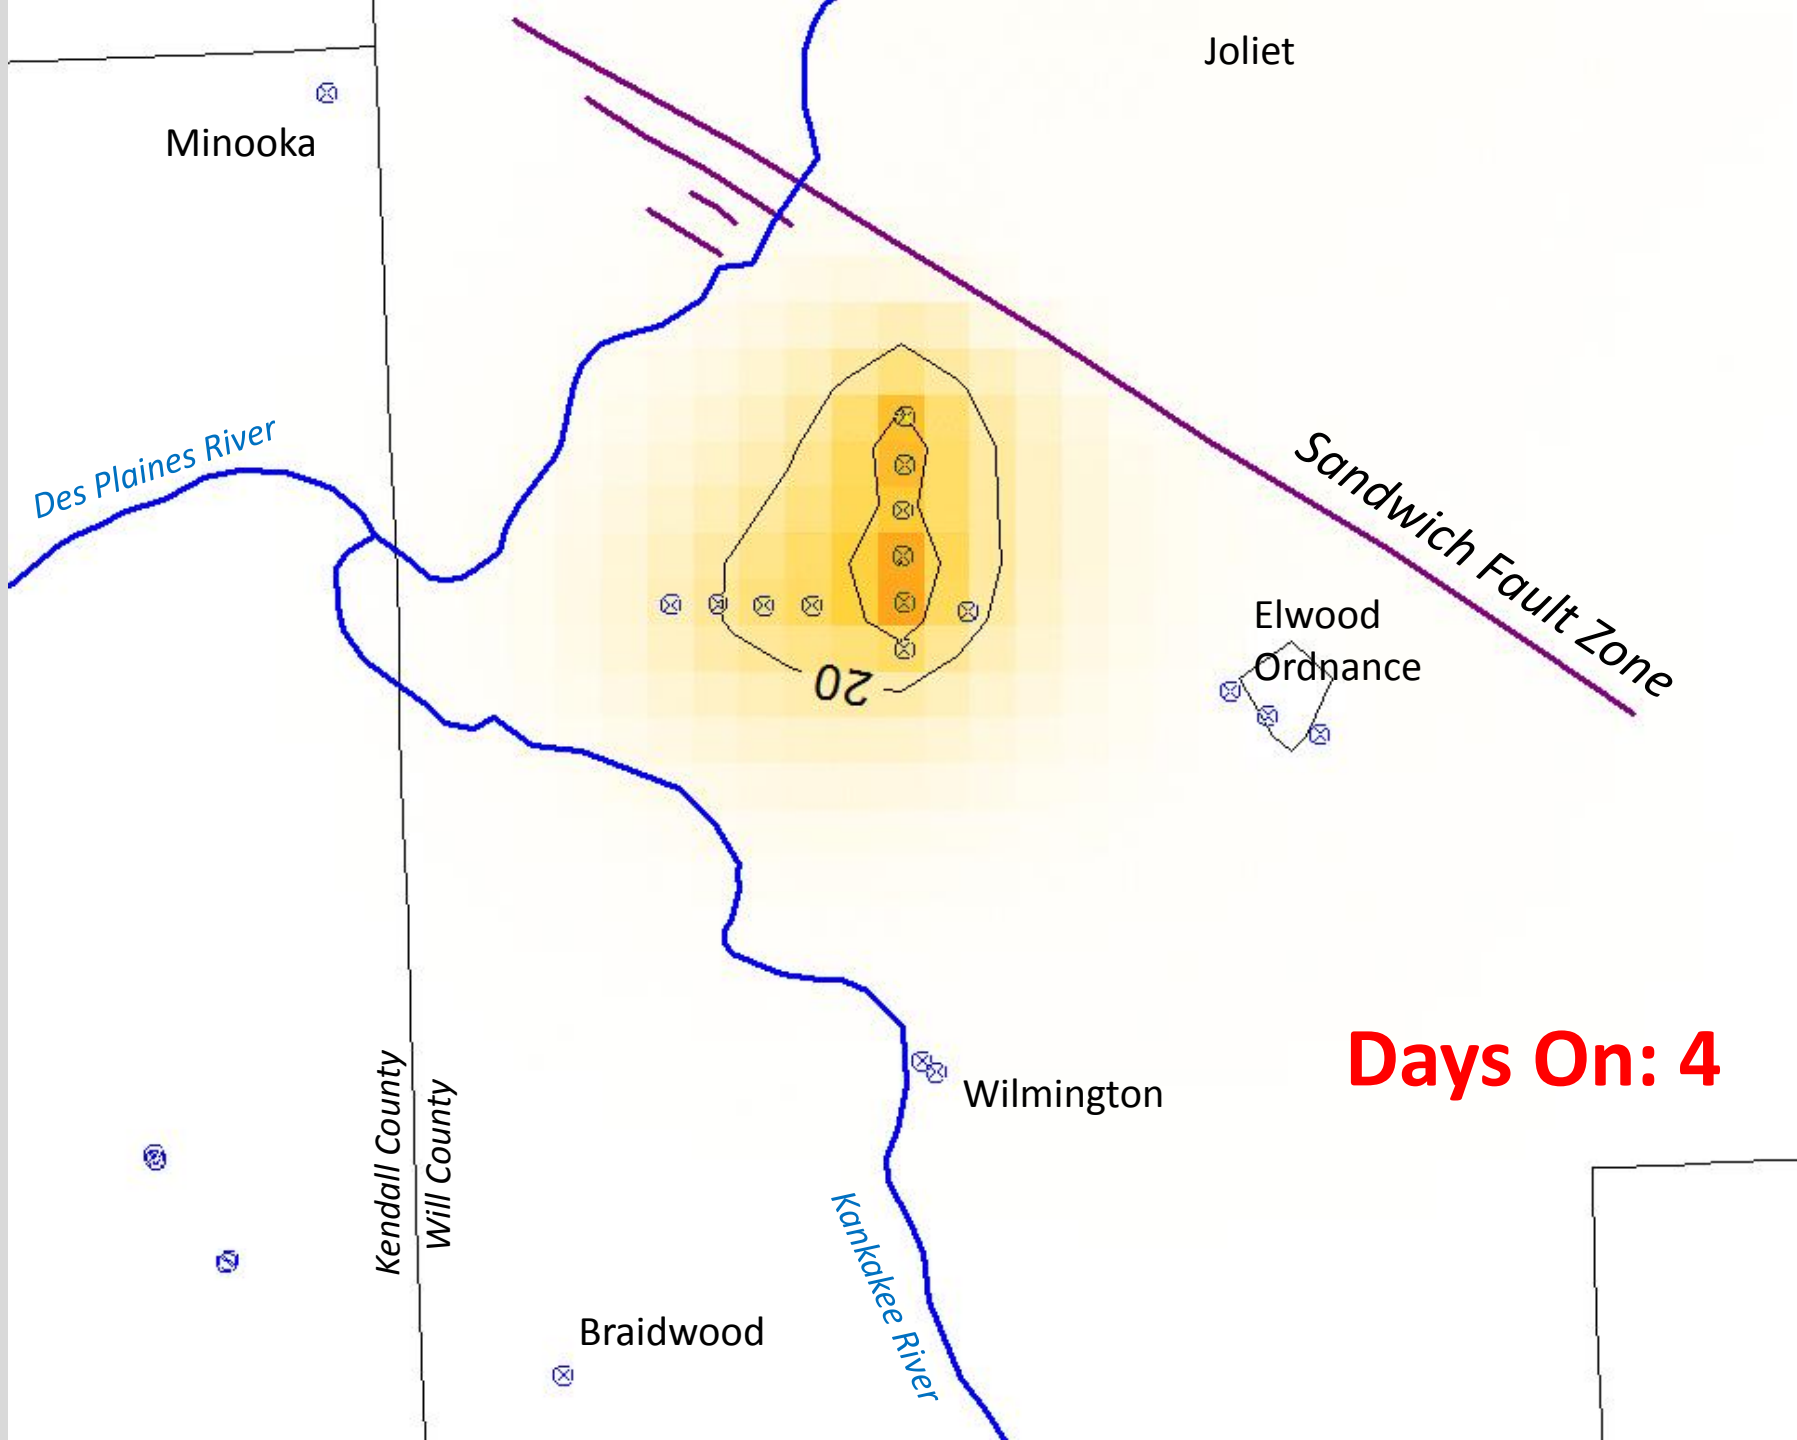 Joliet
Minooka
Des Plaines River
Sandwich Fault Zone
Elwood
Ordnance
20
Days On: 4
Wilmington
Kendall County
Will County
Kankakee River
Braidwood